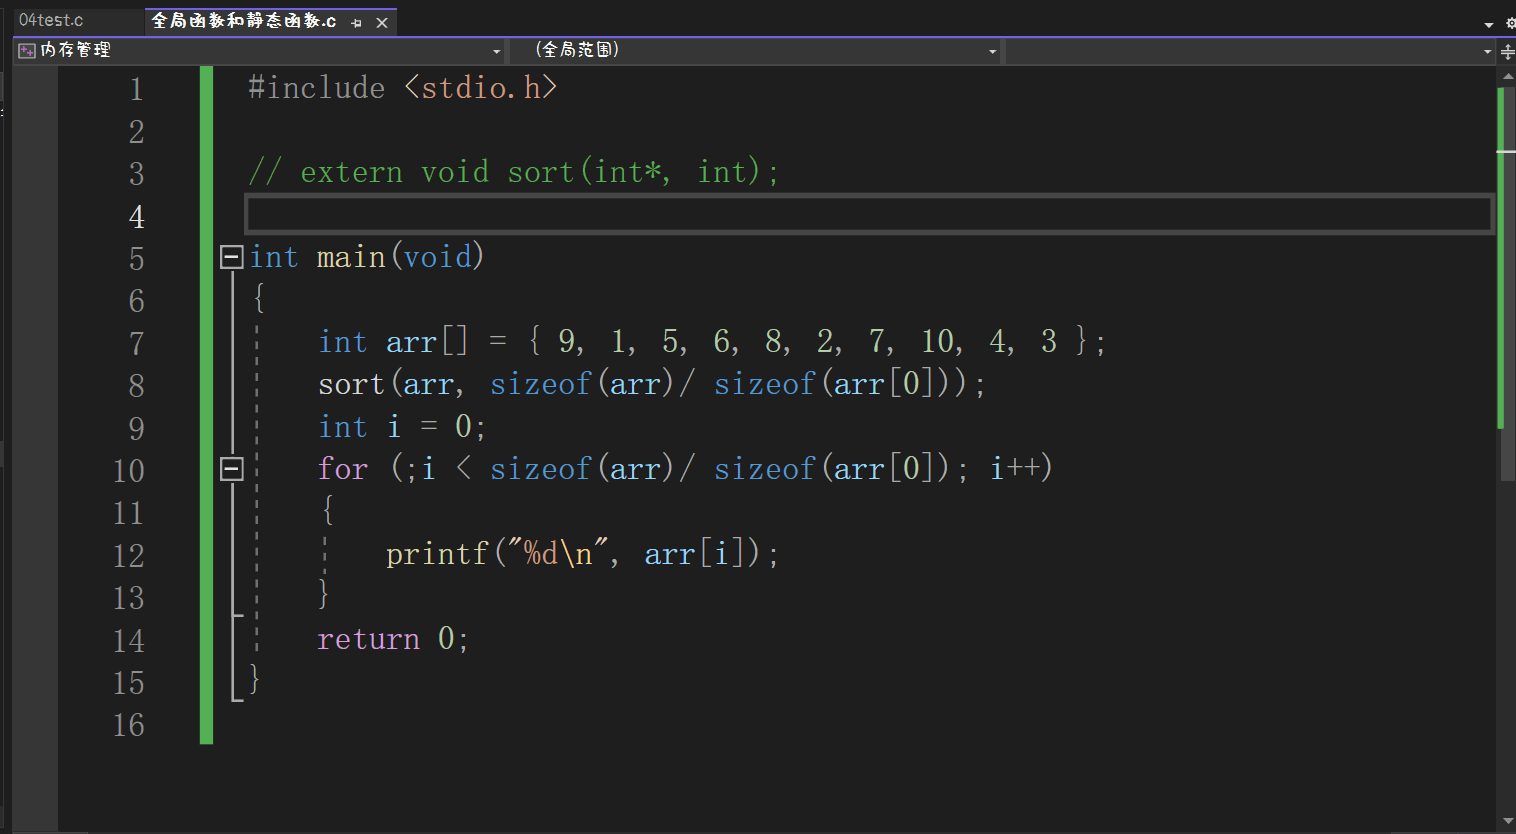 04test.c
全局函数和静态函数.c
内存管理
(全局范围)
1 #include <stdio.h>
2
3 // extern void sort(int*, int);
4
5 int main(void)
6 {
7 int arr[] = { 9, 1, 5, 6, 8, 2, 7, 10, 4, 3 };
8 sort(arr, sizeof(arr)/ sizeof(arr[0]));
9 int i = 0;
10 for (;i < sizeof(arr)/ sizeof(arr[0]); i++)
11 {
12 printf("%d\n", arr[i]);
13 }
14 return 0;
15 }
16